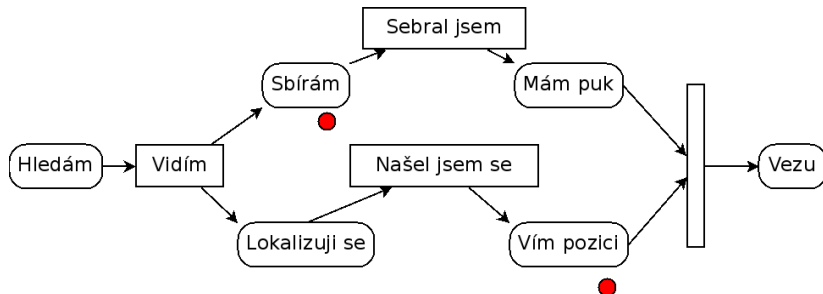 Sebral jsem
Sbírám
Mám puk
Hledám
Vidím
Našel jsem se
Vezu
Lokalizuji se
Vím pozici